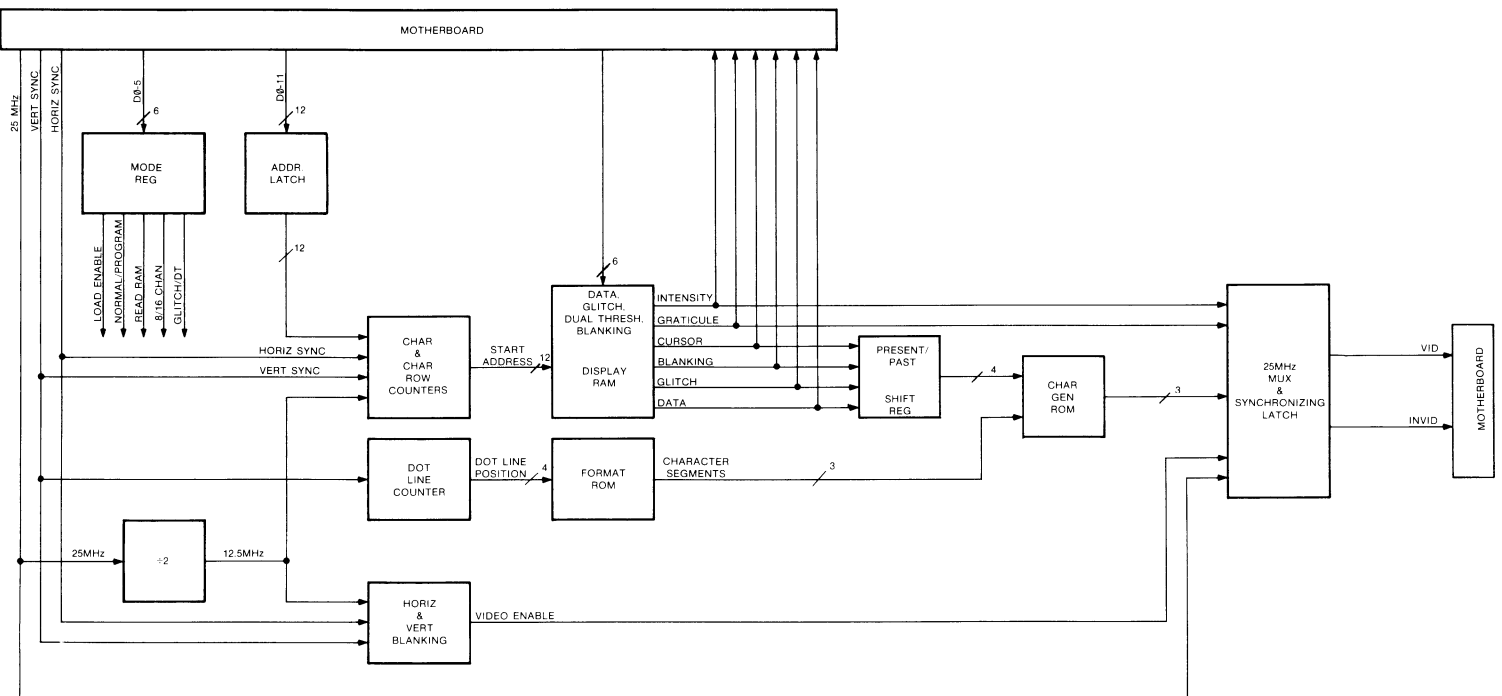 MOTHERBOARD
25 MHz
VERT SYNC
HORIZ SYNC
DØ-5
6
DØ-11
12
MODE
REG
ADDR.
LATCH
LOAD ENABLE
NORMAL/PROGRAM
READ RAM
8/16 CHAN
GLITCH/DT
12
6
HORIZ SYNC
VERT SYNC
CHAR
&
CHAR
ROW
COUNTERS
START
ADDRESS
12
DATA,
GLITCH.
DUAL THRESH.
BLANKING
DISPLAY
RAM
INTENSITY
GRATICULE
CURSOR
BLANKING
GLITCH
DATA
PRESENT/
PAST
SHIFT
REG
4
CHAR
GEN
ROM
3
25MHz
MUX
&
SYNCHRONIZING
LATCH
VID
INVID
MOTHERBOARD
DOT
LINE
COUNTER
DOT LINE
POSITION
4
FORMAT
ROM
CHARACTER
SEGMENTS
3
25MHz
÷2
12.5MHz
HORIZ
&
VERT
BLANKING
VIDEO ENABLE